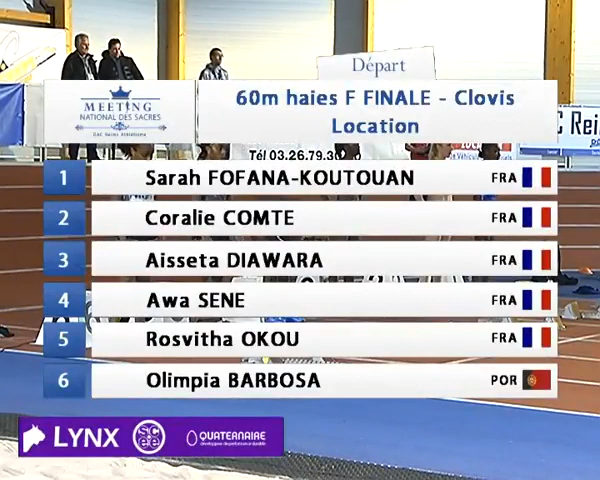 Départ
MEETING
NATIONAL DES SACRES
60m haies F FINALE - Clovis
Location
C Rei
Tél 03.26.79.30
1 Sarah FOFANA-KOUTOUAN FRA
2 Coralie COMTE FRA
3 Aisseta DIAWARA FRA
4 Awa SENE FRA
5 Rosvitha OKOU FRA
6 Olimpia BARBOSA POR
LYNX
QUATERNAIRE